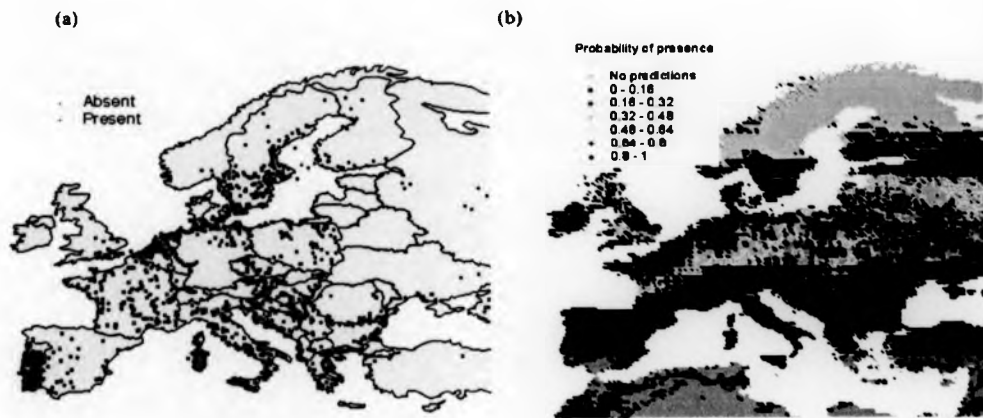 (a)
(b)
Absent
Present
Probability of presence
No predictions
0 - 0.16
0.16 - 0.32
0.32 - 0.48
0.48 - 0.64
0.64 - 0.8
0.8 - 1